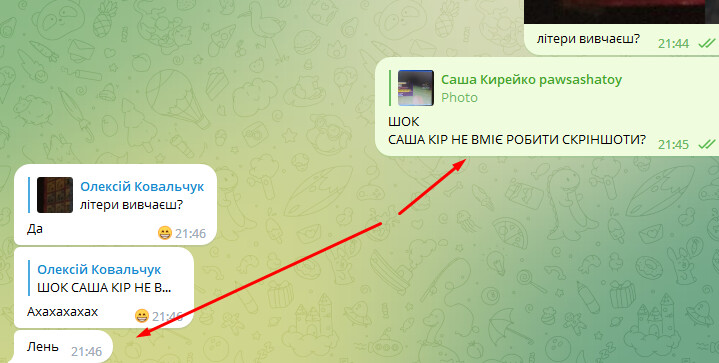 літери вивчаєш?
21:44
Саша Кирейко pawsashatoy
Photo
ШОК
САША КІР НЕ ВМІЄ РОБИТИ СКРІНШОТИ?
21:45
Олексій Ковальчук
літери вивчаєш?
Да
21:46
Олексій Ковальчук
ШОК САША КІР НЕ В...
Ахахахахах
21:46
Лень
21:46